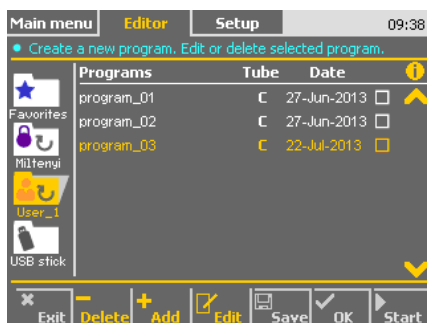 Main menu Editor Setup 09:38
• Create a new program. Edit or delete selected program.
Programs Tube Date i
program_01 C 27-Jun-2013
program_02 C 27-Jun-2013
program_03 C 22-Jul-2013
Favorites
Miltenyi
User_1
USB stick
Exit Delete Add Edit Save OK Start